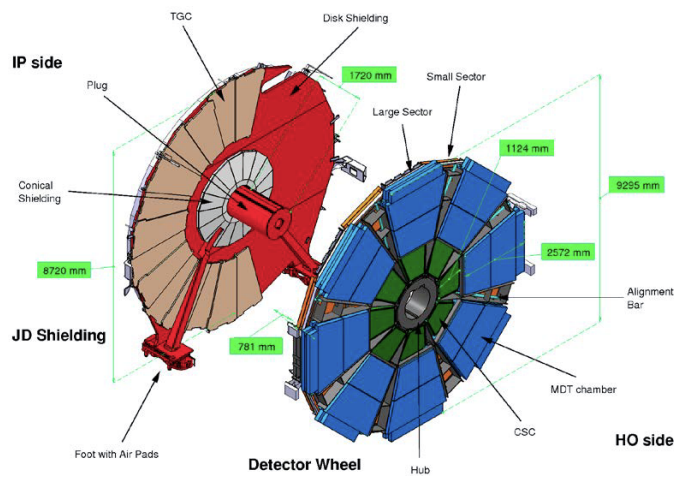 TGC
Disk Shielding
IP side
1720 mm
Small Sector
Plug
Large Sector
1124 mm
Conical
Shielding
9295 mm
2572 mm
8720 mm
Alignment
Bar
JD Shielding
781 mm
MDT chamber
CSC
Foot with Air Pads
HO side
Detector Wheel
Hub